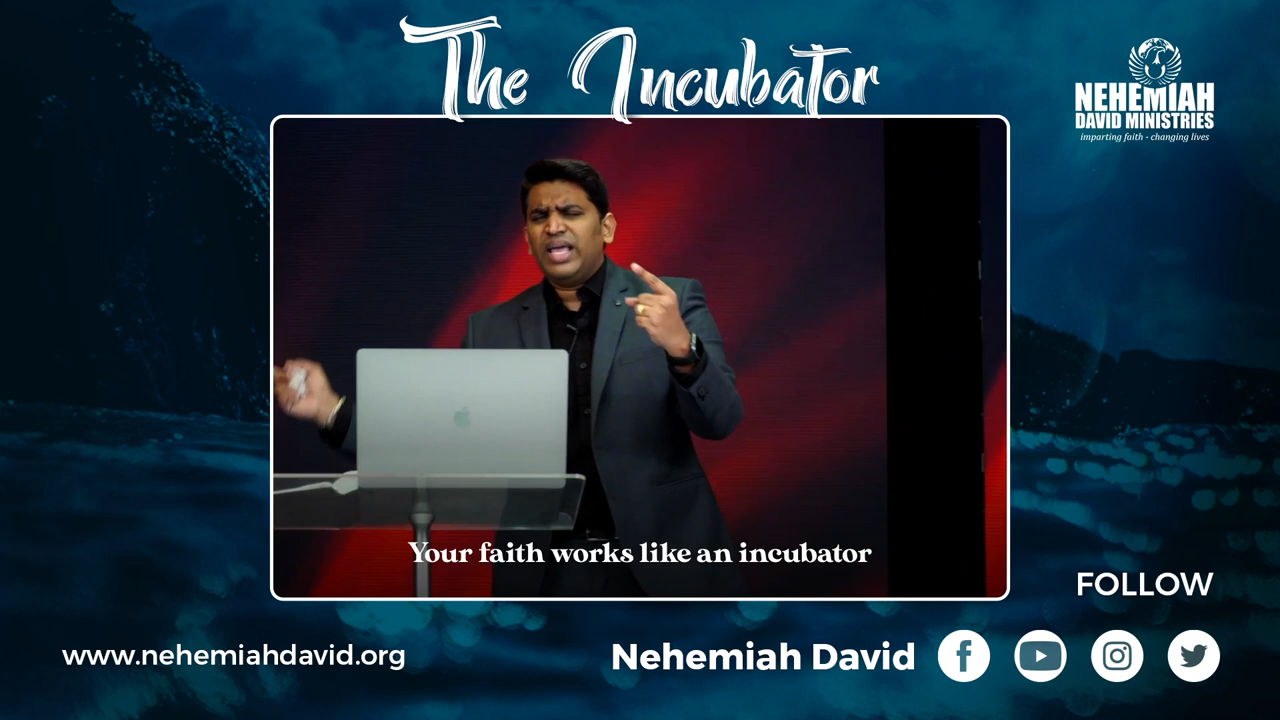 The Incubator
NEHEMIAH
DAVID MINISTRIES
imparting faith - changing lives
Your faith works like an incubator
FOLLOW
www.nehemiahdavid.org
Nehemiah David